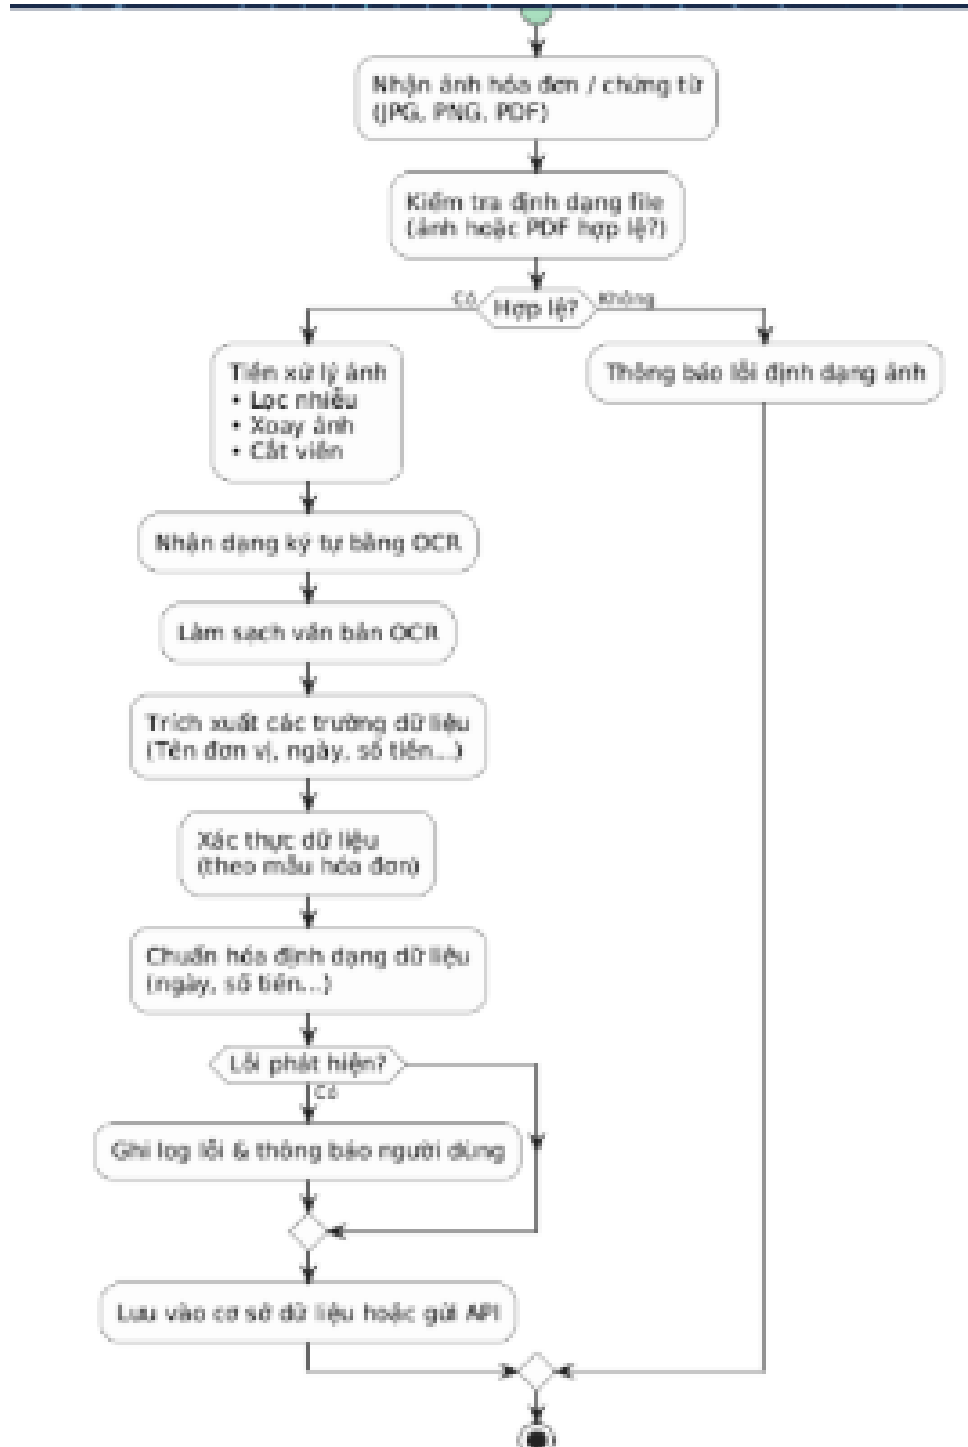 Nhận ảnh hóa đơn / chứng từ
(JPG, PNG, PDF)
Kiểm tra định dạng file
(ảnh hoặc PDF hợp lệ?)
Có
Hợp lệ?
Không
Tiền xử lý ảnh
• Lọc nhiễu
• Xoay ảnh
• Cắt viền
Thông báo lỗi định dạng ảnh
Nhận dạng ký tự bằng OCR
Làm sạch văn bản OCR
Trích xuất các trường dữ liệu
(Tên đơn vị, ngày, số tiền...)
Xác thực dữ liệu
(theo mẫu hóa đơn)
Chuẩn hóa định dạng dữ liệu
(ngày, số tiền...)
Lỗi phát hiện?
Có
Ghi log lỗi & thông báo người dùng
Lưu vào cơ sở dữ liệu hoặc gửi API